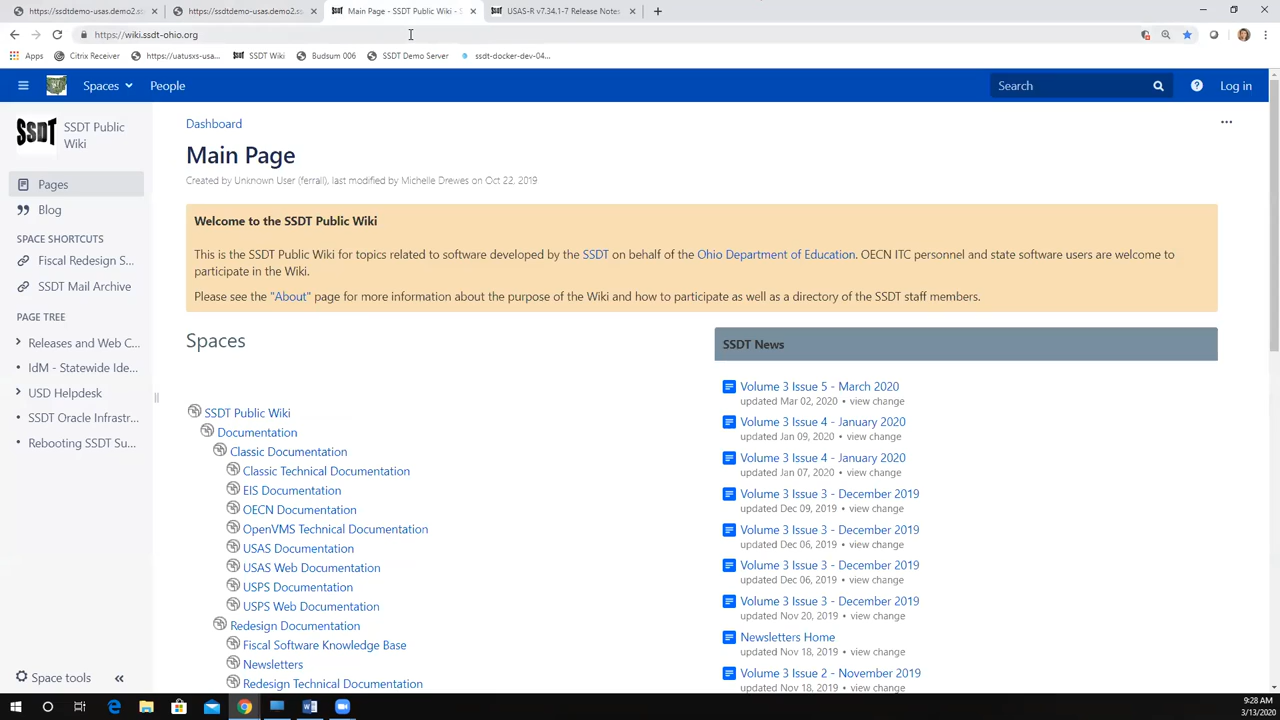 https://ssdtdemo-usas.demo2.s
https://ssdtdemo-usas.demo2.s
Main Page - SSDT Public Wiki - S
USAS-R v7.34.1-7 Release Notes
https://wiki.ssdt-ohio.org
Apps
Citrix Receiver
https://uatusxs-usa...
SSDT Wiki
Budsum 006
SSDT Demo Server
ssdt-docker-dev-04...
Spaces
People
Search
Log in
SSDT
SSDT Public
Wiki
Pages
Blog
SPACE SHORTCUTS
Fiscal Redesign S...
SSDT Mail Archive
PAGE TREE
Releases and Web C...
IdM - Statewide Ide...
USD Helpdesk
SSDT Oracle Infrastr...
Rebooting SSDT Su...
Space tools
Dashboard
Main Page
Created by Unknown User (ferrall), last modified by Michelle Drewes on Oct 22, 2019
Welcome to the SSDT Public Wiki
This is the SSDT Public Wiki for topics related to software developed by the SSDT on behalf of the Ohio Department of Education. OECN ITC personnel and state software users are welcome to
participate in the Wiki.
Please see the "About" page for more information about the purpose of the Wiki and how to participate as well as a directory of the SSDT staff members.
Spaces
SSDT Public Wiki
Documentation
Classic Documentation
Classic Technical Documentation
EIS Documentation
OECN Documentation
OpenVMS Technical Documentation
USAS Documentation
USAS Web Documentation
USPS Documentation
USPS Web Documentation
Redesign Documentation
Fiscal Software Knowledge Base
Newsletters
Redesign Technical Documentation
SSDT News
Volume 3 Issue 5 - March 2020
updated Mar 02, 2020 • view change
Volume 3 Issue 4 - January 2020
updated Jan 09, 2020 • view change
Volume 3 Issue 4 - January 2020
updated Jan 07, 2020 • view change
Volume 3 Issue 3 - December 2019
updated Dec 09, 2019 • view change
Volume 3 Issue 3 - December 2019
updated Dec 06, 2019 • view change
Volume 3 Issue 3 - December 2019
updated Dec 06, 2019 • view change
Volume 3 Issue 3 - December 2019
updated Nov 20, 2019 • view change
Newsletters Home
updated Nov 18, 2019 • view change
Volume 3 Issue 2 - November 2019
updated Nov 18, 2019 • view change
9:28 AM
3/13/2020